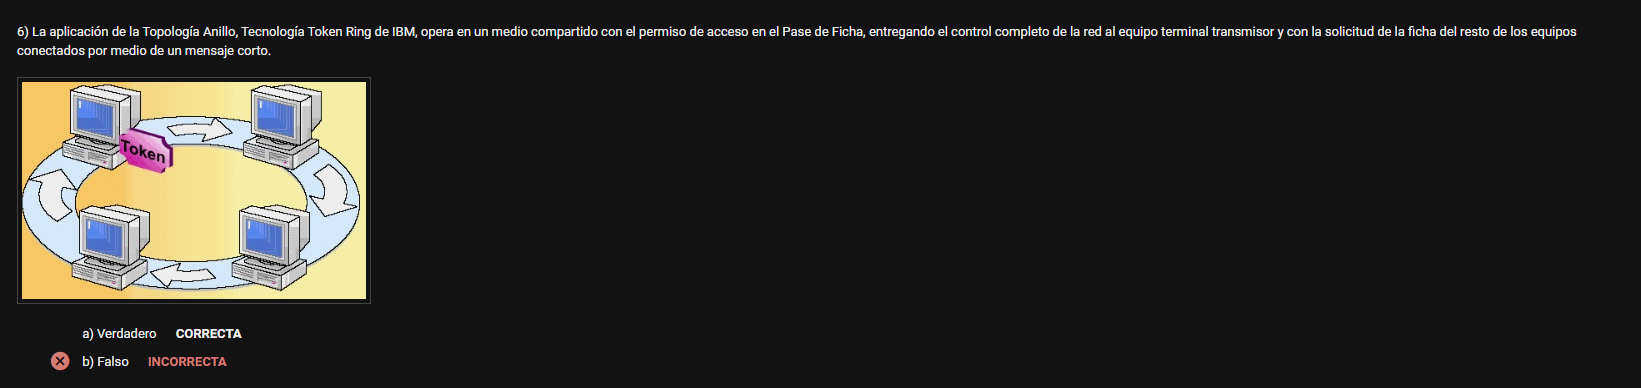 6) La aplicación de la Topología Anillo, Tecnología Token Ring de IBM, opera en un medio compartido con el permiso de acceso en el Pase de Ficha, entregando el control completo de la red al equipo terminal transmisor y con la solicitud de la ficha del resto de los equipos
conectados por medio de un mensaje corto.
Token
a) Verdadero CORRECTA
b) Falso INCORRECTA